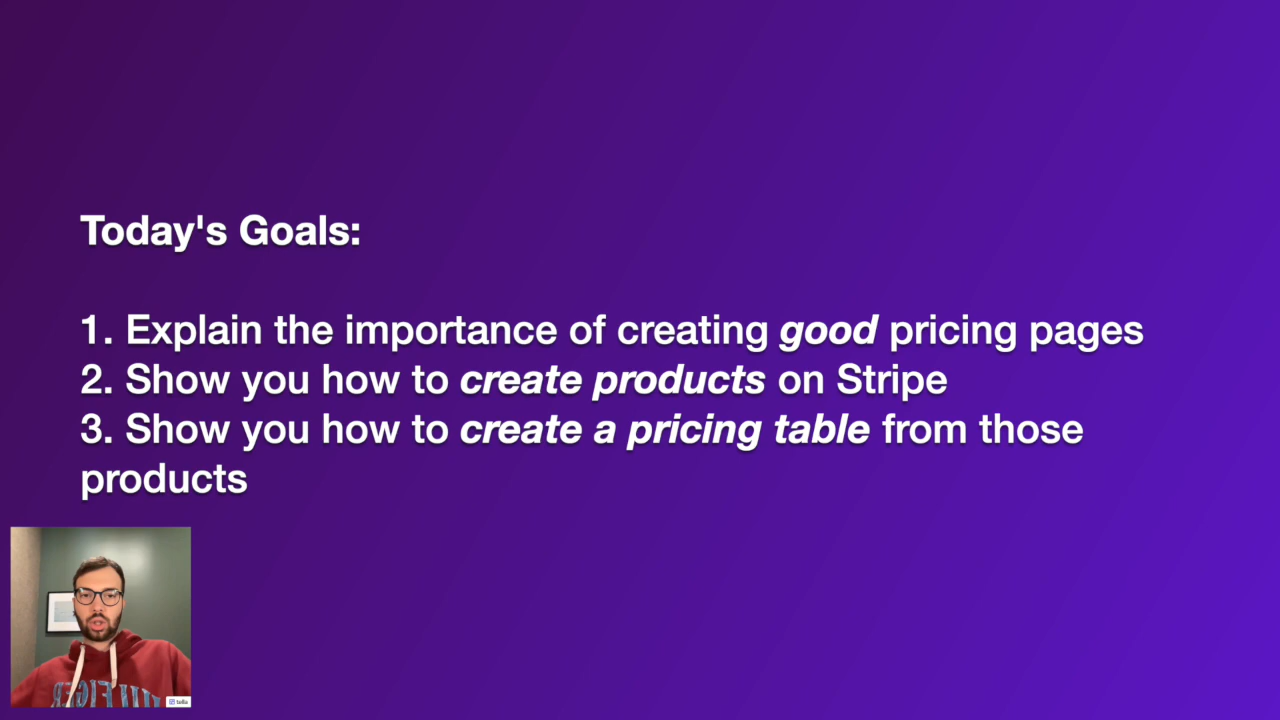 Today's Goals:
1. Explain the importance of creating good pricing pages
2. Show you how to create products on Stripe
3. Show you how to create a pricing table from those
products
tella